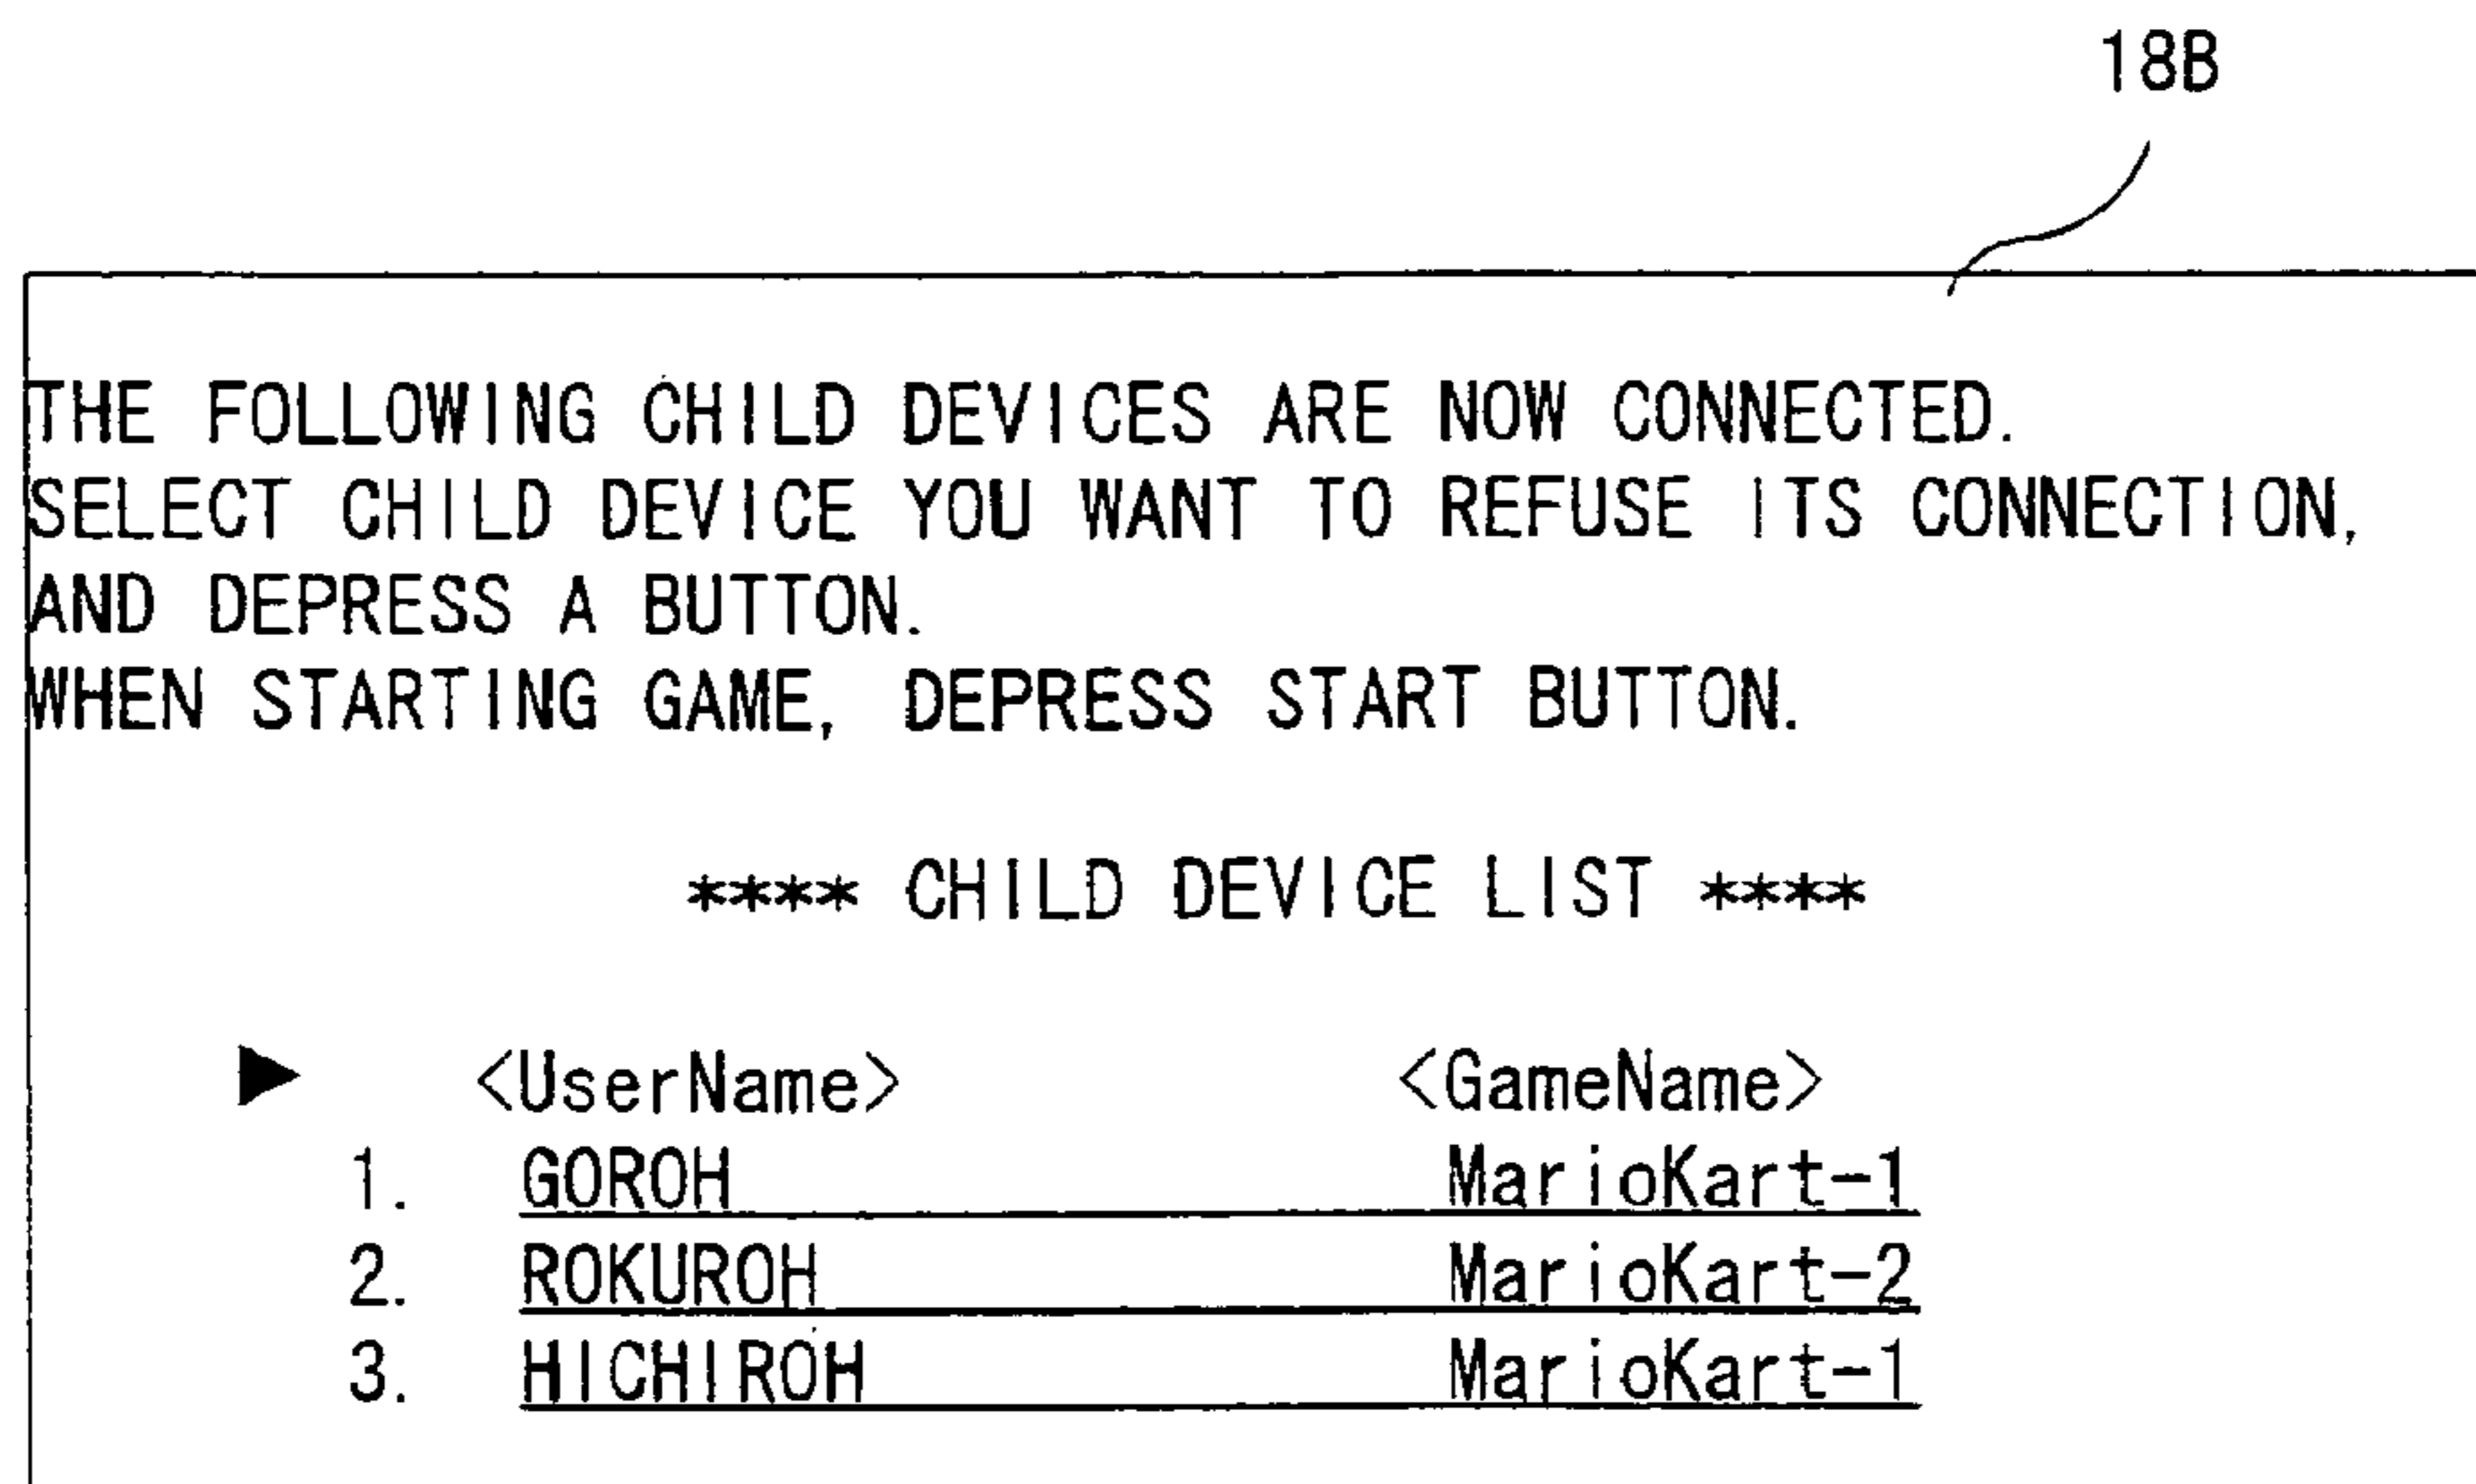 18B
THE FOLLOWING CHILD DEVICES ARE NOW CONNECTED.
SELECT CHILD DEVICE YOU WANT TO REFUSE ITS CONNECTION,
AND DEPRESS A BUTTON.
WHEN STARTING GAME, DEPRESS START BUTTON.
**** CHILD DEVICE LIST ****
▶ <UserName> <GameName>
1. GOROH MarioKart-1
2. ROKUROH MarioKart-2
3. HICHIROH MarioKart-1